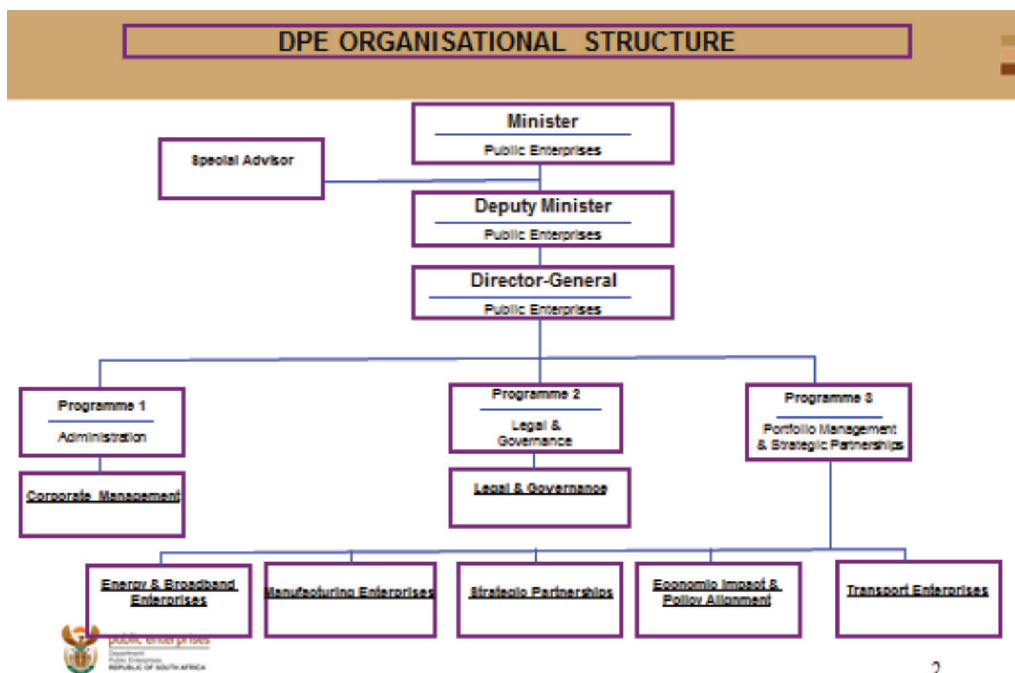 DPE ORGANISATIONAL STRUCTURE
Minister
Public Enterprises
Special Advisor
Deputy Minister
Public Enterprises
Director-General
Public Enterprises
Programme 1
Administration
Programme 2
Legal &
Governance
Programme 3
Portfolio Management
& Strategic Partnerships
Corporate Management
Legal & Governance
Energy & Broadband
Enterprises
Manufacturing Enterprises
Strategic Partnerships
Economic Impact &
Policy Alignment
Transport Enterprises
public enterprises
Department:
Public Enterprises
REPUBLIC OF SOUTH AFRICA
2